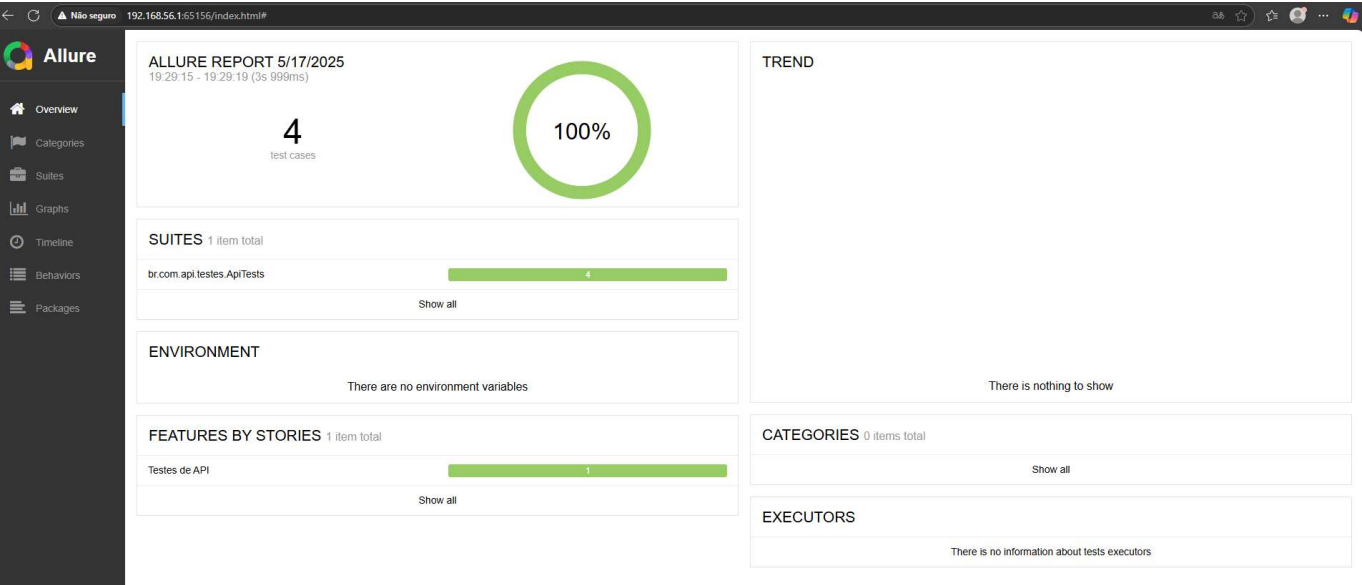 Não seguro 192.168.56.1:65156/index.html#
Allure
Overview
Categories
Suites
Graphs
Timeline
Behaviors
Packages
ALLURE REPORT 5/17/2025
19:29:15 - 19:29:19 (3s 999ms)
4
test cases
100%
SUITES 1 item total
br.com.api.testes.ApiTests 4
Show all
ENVIRONMENT
There are no environment variables
FEATURES BY STORIES 1 item total
Testes de API 1
Show all
TREND
There is nothing to show
CATEGORIES 0 items total
Show all
EXECUTORS
There is no information about tests executors